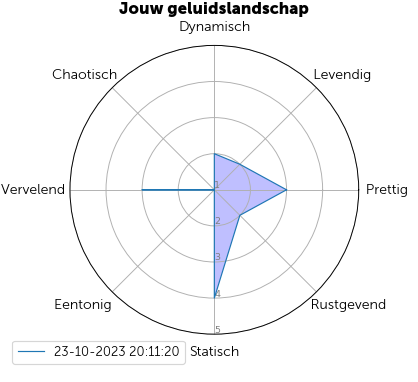 Jouw geluidslandschap
Dynamisch
Chaotisch
Levendig
Vervelend
1
Prettig
2
3
4
Eentonig
Rustgevend
5
23-10-2023 20:11:20
Statisch